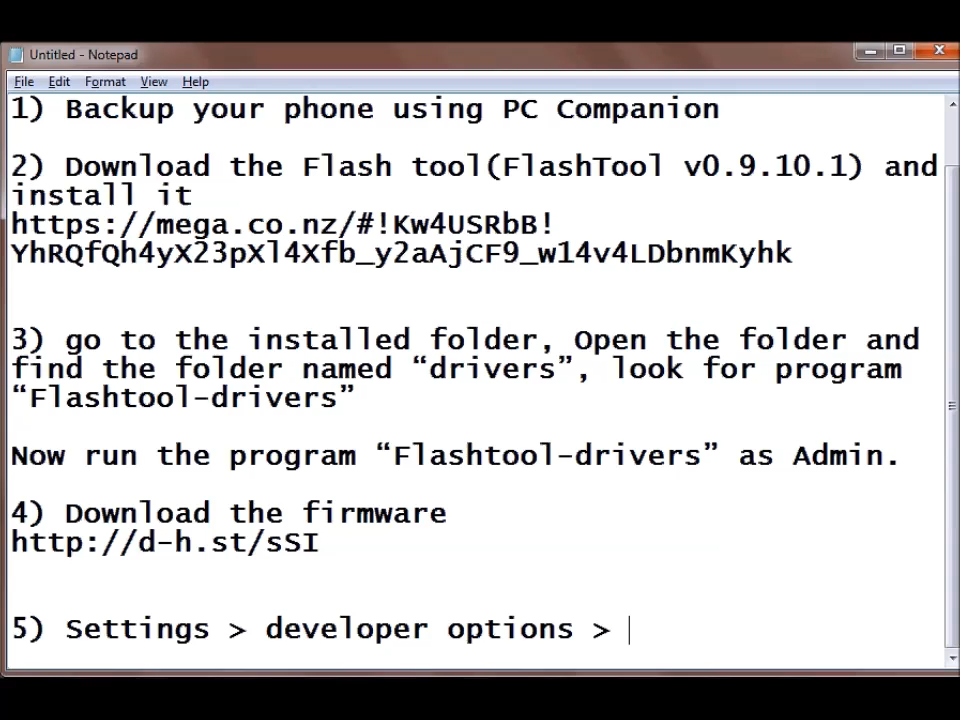 Untitled - Notepad
File Edit Format View Help
1) Backup your phone using PC Companion
2) Download the Flash tool(FlashTool v0.9.10.1) and
install it
https://mega.co.nz/#!Kw4USRbB!
YhRQfQh4yX23pXl4Xfb_y2aAjCF9_w14v4LDbnmKyhk
3) go to the installed folder, Open the folder and
find the folder named “drivers”, look for program
“Flashtool-drivers”
Now run the program “Flashtool-drivers” as Admin.
4) Download the firmware
http://d-h.st/sSI
5) Settings > developer options >